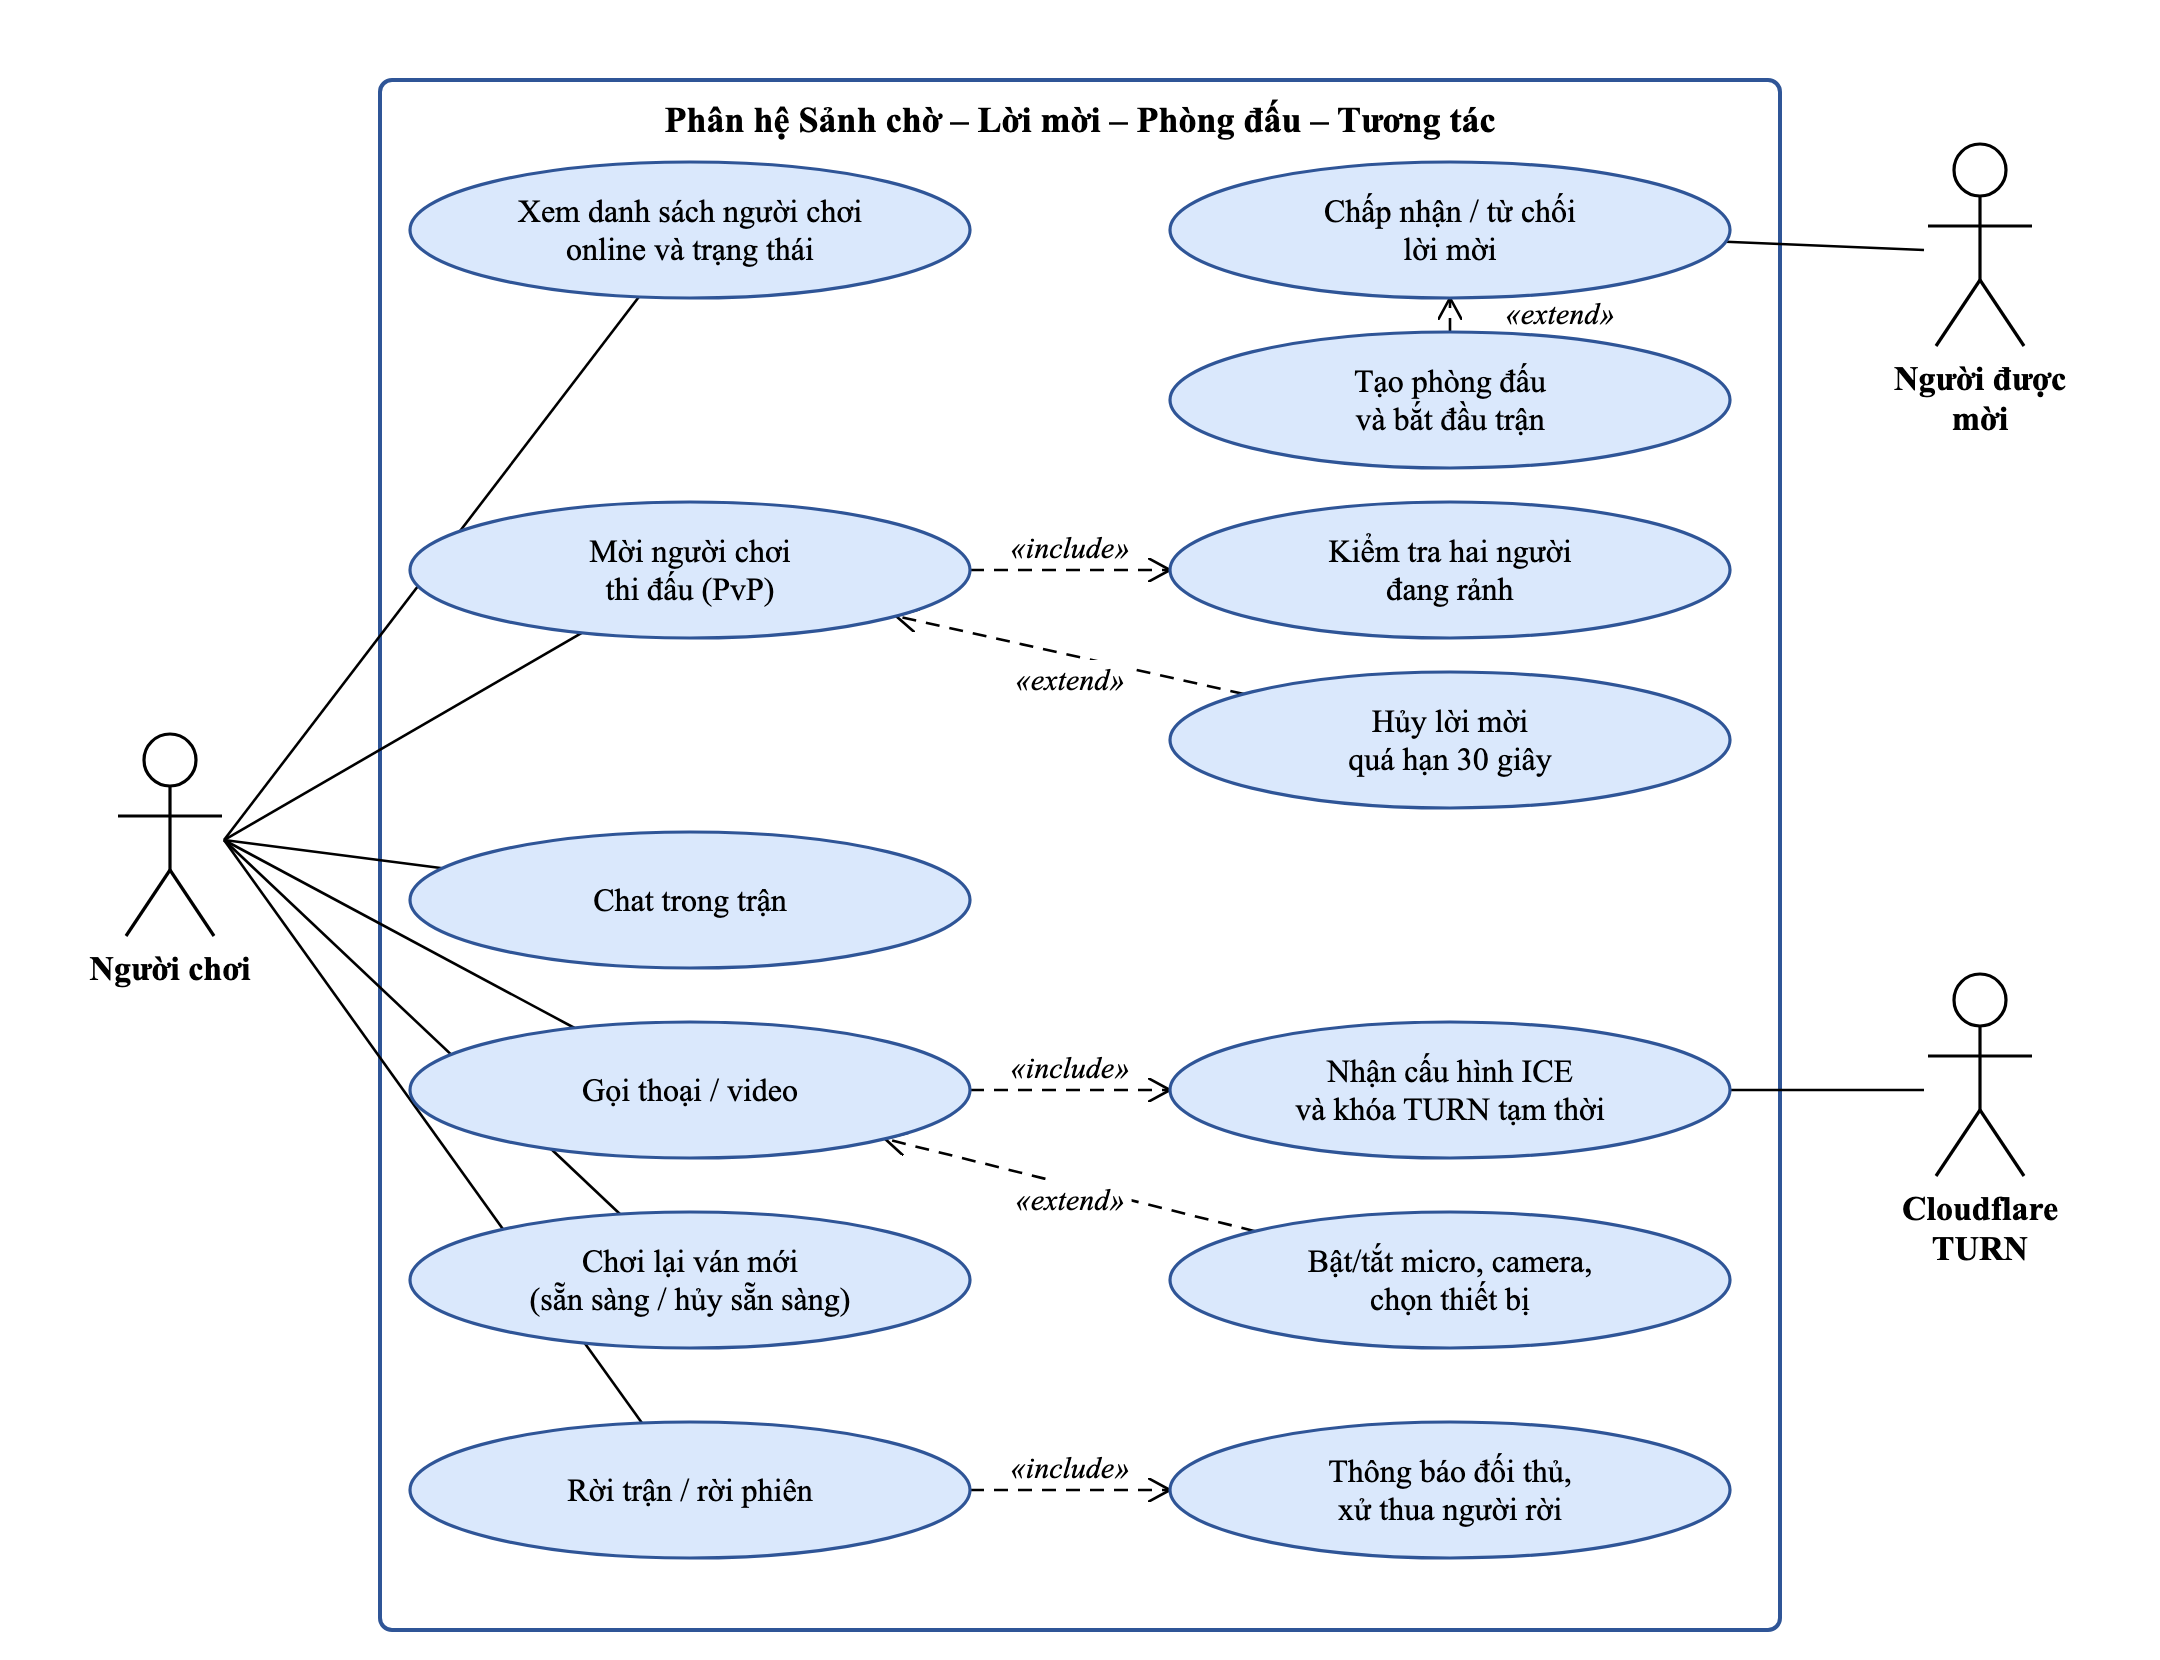 Phân hệ Sảnh chờ – Lời mời – Phòng đấu – Tương tác
Xem danh sách người chơi
online và trạng thái
Chấp nhận / từ chối
lời mời
«extend»
Tạo phòng đấu
và bắt đầu trận
Người được
mời
Mời người chơi
thi đấu (PvP)
«include»
Kiểm tra hai người
đang rảnh
«extend»
Hủy lời mời
quá hạn 30 giây
Chat trong trận
Người chơi
Gọi thoại / video
«include»
Nhận cấu hình ICE
và khóa TURN tạm thời
«extend»
Cloudflare
TURN
Chơi lại ván mới
(sẵn sàng / hủy sẵn sàng)
Bật/tắt micro, camera,
chọn thiết bị
Rời trận / rời phiên
«include»
Thông báo đối thủ,
xử thua người rời